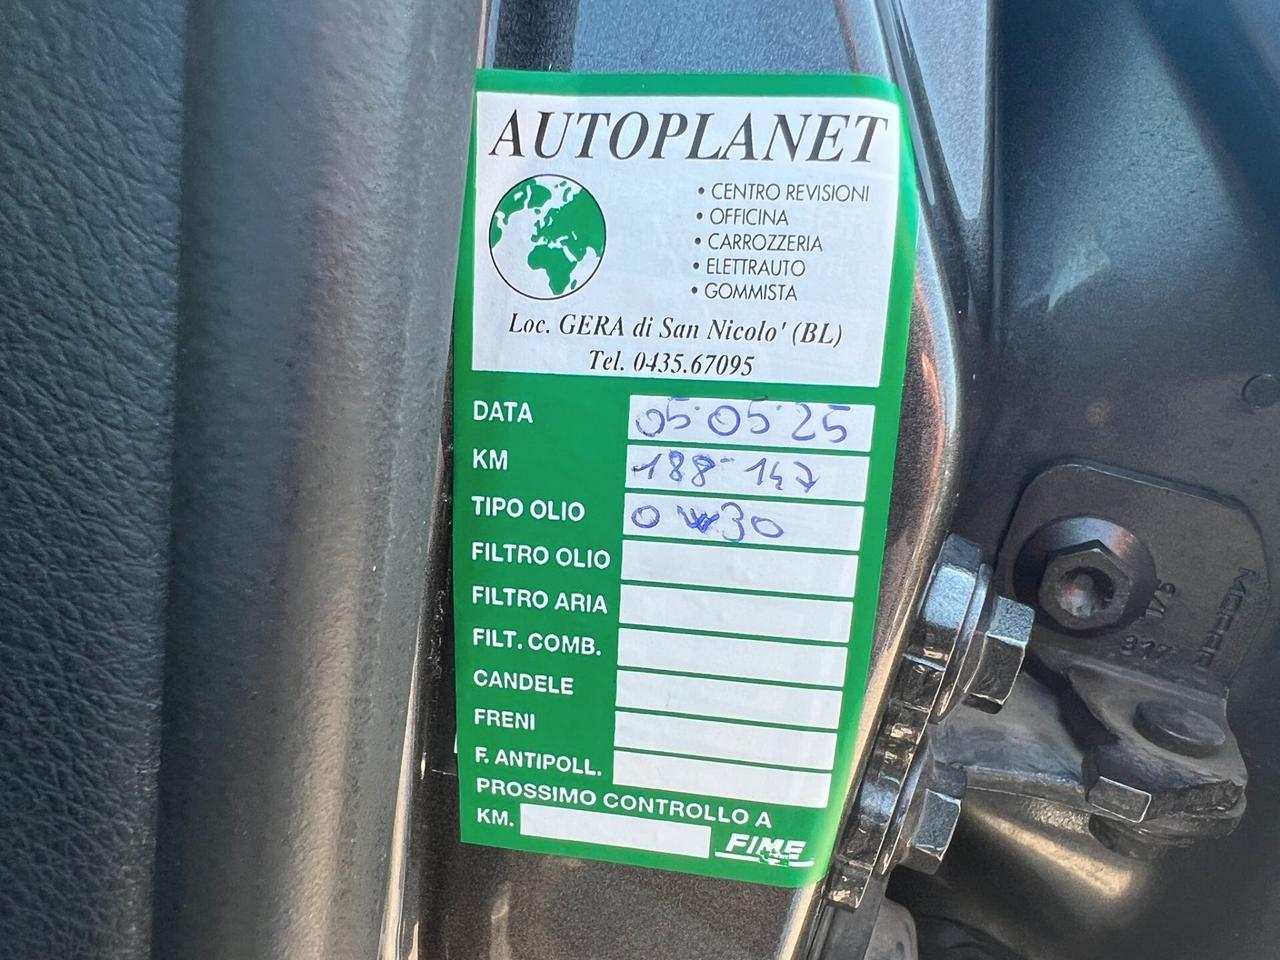 AUTOPLANET
• CENTRO REVISIONI
• OFFICINA
• CARROZZERIA
• ELETTRAUTO
• GOMMISTA
Loc. GERA di San Nicolo' (BL)
Tel. 0435.67095
DATA 05·05·25
KM 188-147
TIPO OLIO 0W30
FILTRO OLIO
FILTRO ARIA
FILT. COMB.
CANDELE
FRENI
F. ANTIPOLL.
PROSSIMO CONTROLLO A
KM.
FIME
317